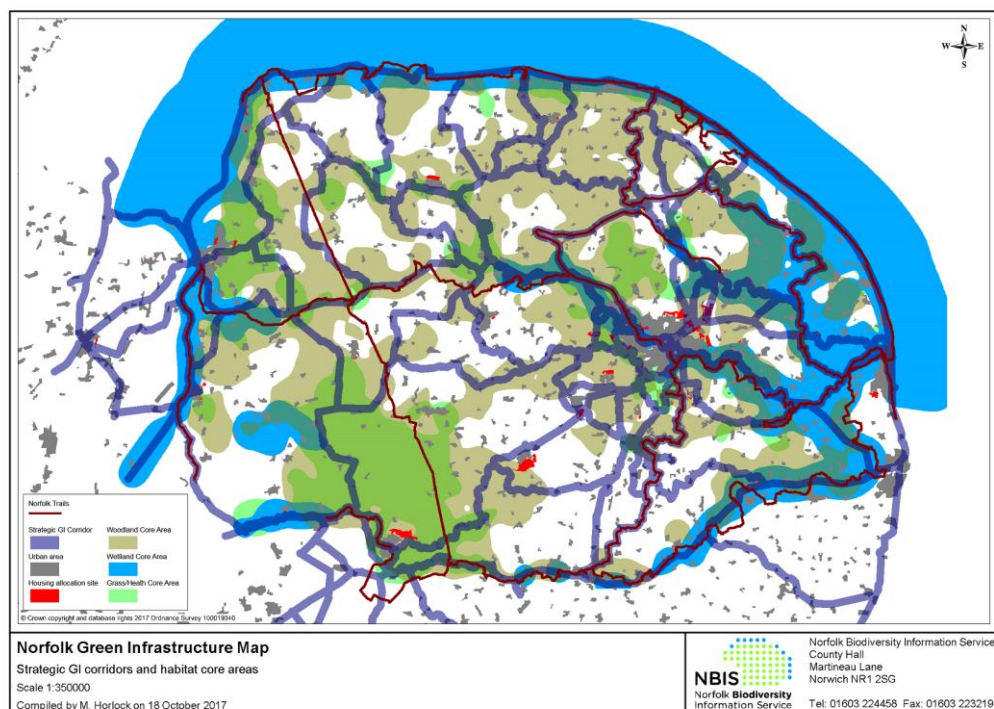 N
W E
S
Norfolk Trails
Strategic GI Corridor
Woodland Core Area
Urban area
Wetland Core Area
Housing allocation site
Grass/Heath Core Area
© Crown copyright and database rights 2017 Ordnance Survey 100019340
Norfolk Green Infrastructure Map
Strategic GI corridors and habitat core areas
Scale 1:350000
Compiled by M. Horlock on 18 October 2017
NBIS
Norfolk Biodiversity
Information Service
Norfolk Biodiversity Information Service
County Hall
Martineau Lane
Norwich NR1 2SG
Tel: 01603 224458 Fax: 01603 223219